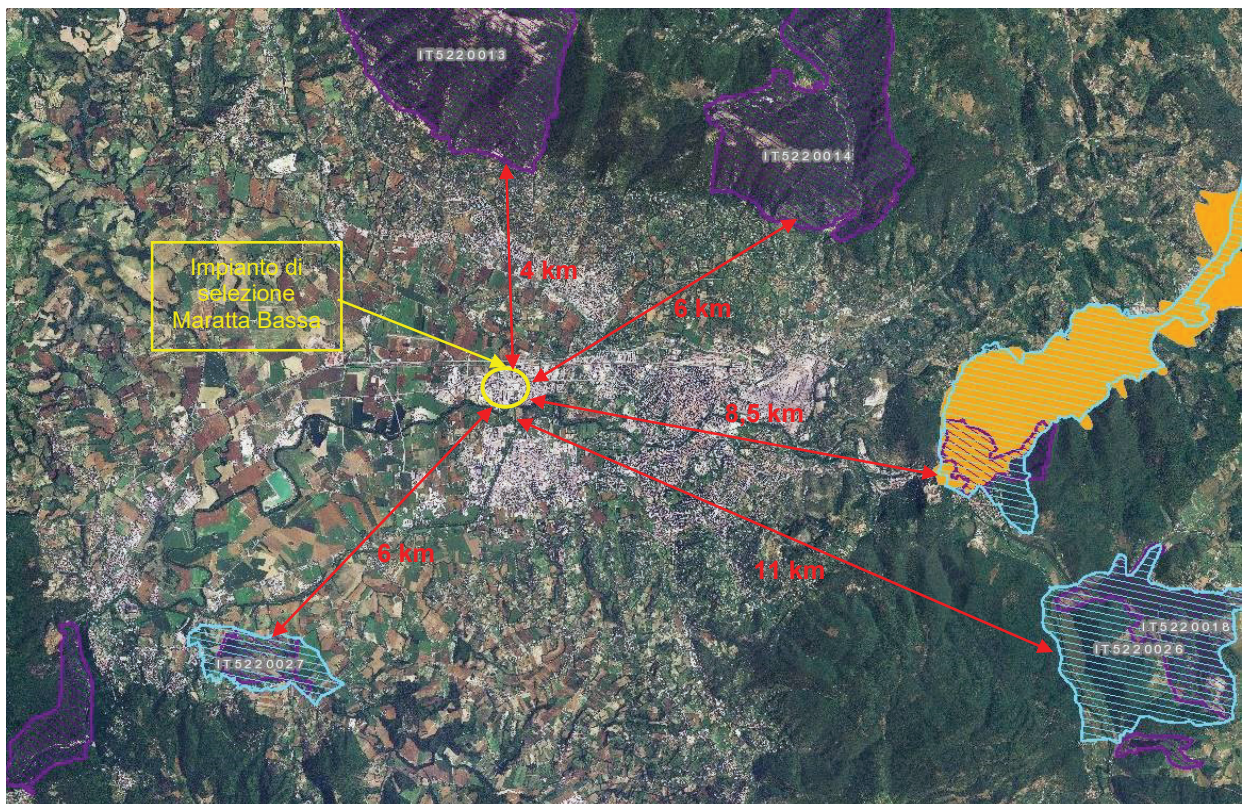 IT5220013
IT5220014
Impianto di
selezione
Maratta Bassa
4 km
6 km
8,5 km
6 km
11 km
IT5220018
IT5220026
IT5220027